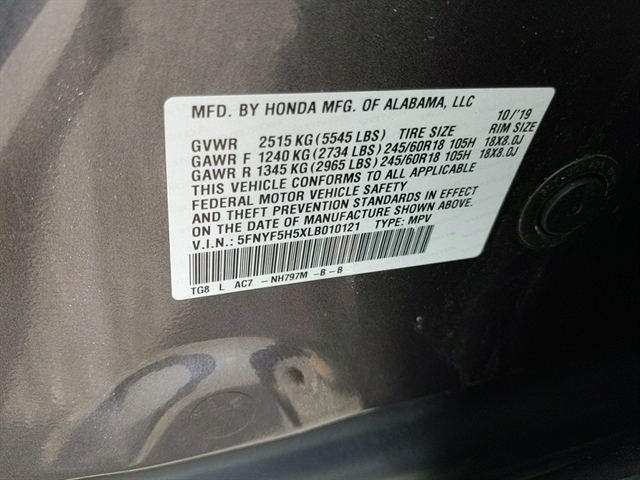 MFD. BY HONDA MFG. OF ALABAMA, LLC 10/'19
GVWR 2515 KG (5545 LBS) TIRE SIZE RIM SIZE
GAWR F 1240 KG (2734 LBS) 245/60R18 105H 18X8.0J
GAWR R 1345 KG (2965 LBS) 245/60R18 105H 18X8.0J
THIS VEHICLE CONFORMS TO ALL APPLICABLE
FEDERAL MOTOR VEHICLE SAFETY
AND THEFT PREVENTION STANDARDS IN EFFECT
ON THE DATE OF MANUFACTURE SHOWN ABOVE.
V.I.N.: 5FNYF5H5XLB010121 TYPE: MPV
TG8 L AC7 -NH797M -B -B